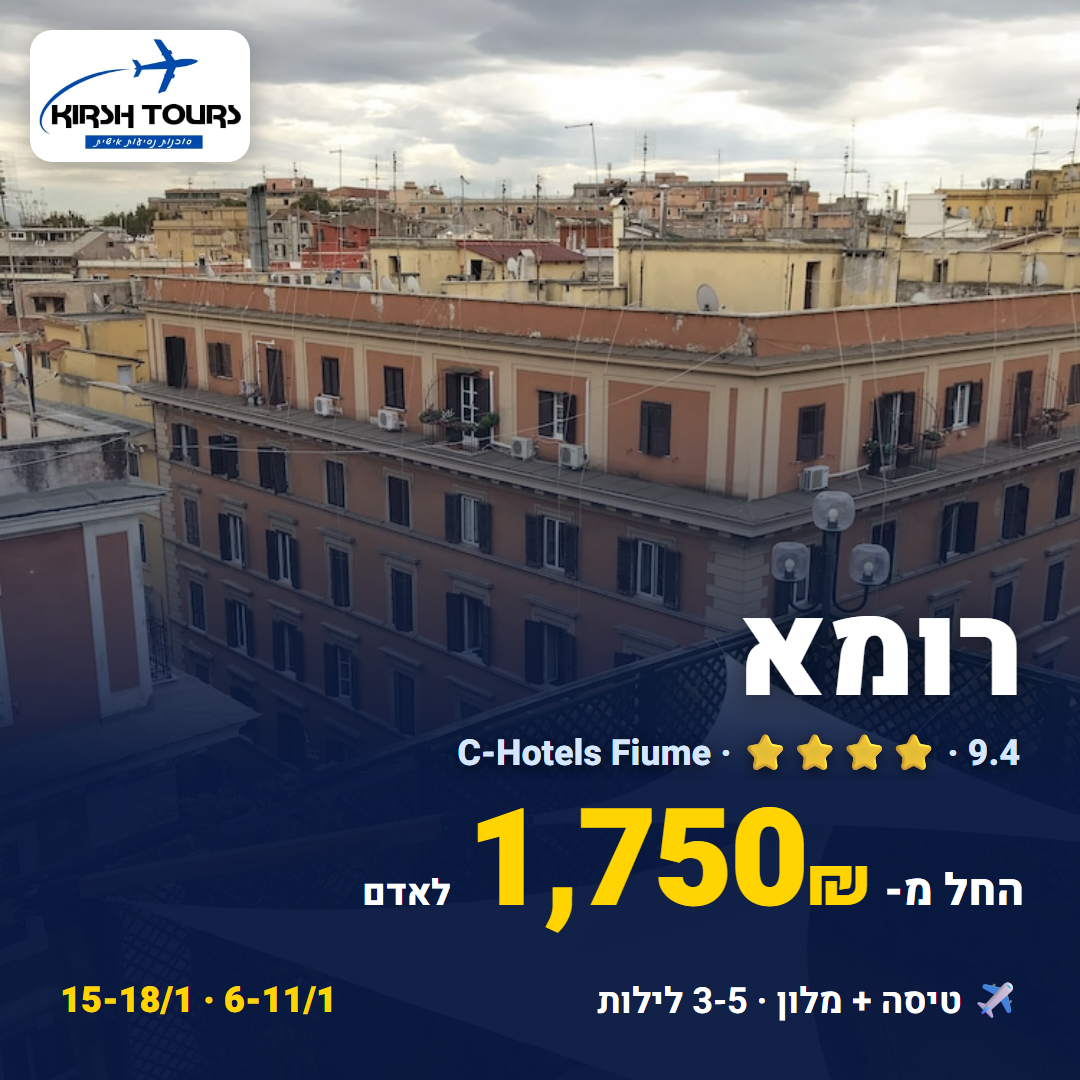 KIRSH TOURS
סוכנות נסיעות אישית
רומא
9.4 · ⭐⭐⭐⭐ · C-Hotels Fiume
החל מ- ₪1,750 לאדם
✈️ טיסה + מלון · 3-5 לילות
6-11/1 · 15-18/1